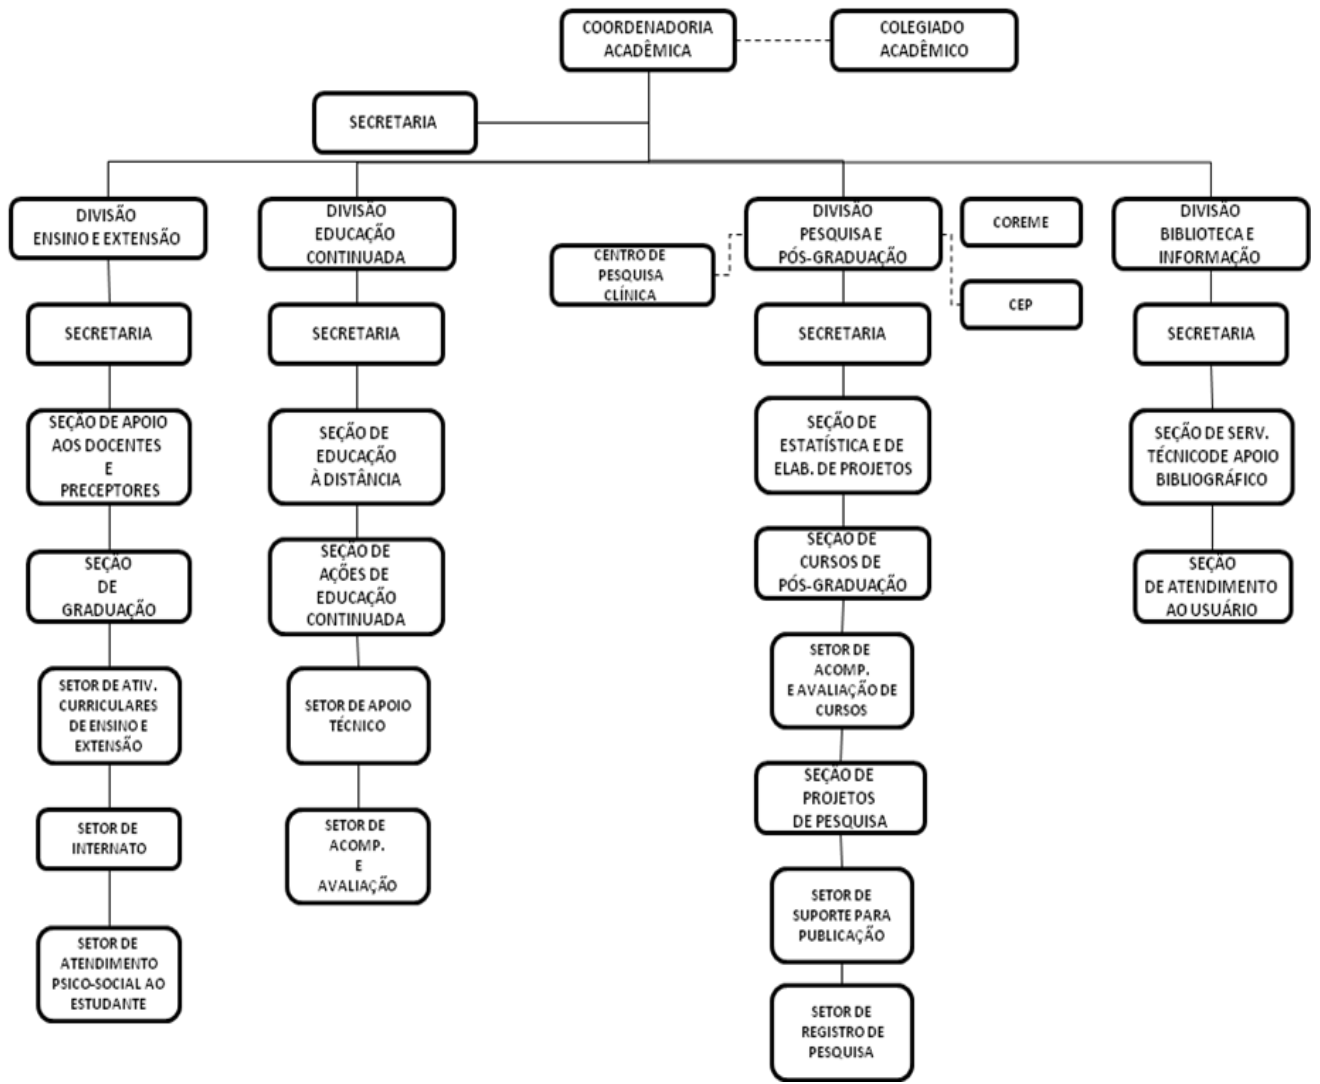 COORDENADORIA
ACADÊMICA
COLEGIADO
ACADÊMICO
SECRETARIA
DIVISÃO
ENSINO E EXTENSÃO
DIVISÃO
EDUCAÇÃO
CONTINUADA
CENTRO DE
PESQUISA
CLÍNICA
DIVISÃO
PESQUISA E
PÓS-GRADUAÇÃO
COREME
CEP
DIVISÃO
BIBLIOTECA E
INFORMAÇÃO
SECRETARIA
SECRETARIA
SECRETARIA
SECRETARIA
SEÇÃO DE APOIO
AOS DOCENTES
E
PRECEPTORES
SEÇÃO DE
EDUCAÇÃO
À DISTÂNCIA
SEÇÃO DE
ESTATÍSTICA E DE
ELAB. DE PROJETOS
SEÇÃO DE SERV.
TÉCNICODE APOIO
BIBLIOGRÁFICO
SEÇÃO
DE
GRADUAÇÃO
SEÇÃO DE
AÇÕES DE
EDUCAÇÃO
CONTINUADA
SEÇÃO DE
CURSOS DE
PÓS-GRADUAÇÃO
SEÇÃO
DE ATENDIMENTO
AO USUÁRIO
SETOR DE ATIV.
CURRICULARES
DE ENSINO E
EXTENSÃO
SETOR DE APOIO
TÉCNICO
SETOR DE
ACOMP.
E AVALIAÇÃO DE
CURSOS
SETOR DE
INTERNATO
SETOR DE
ACOMP.
E
AVALIAÇÃO
SEÇÃO DE
PROJETOS
DE PESQUISA
SETOR DE
ATENDIMENTO
PSICO-SOCIAL AO
ESTUDANTE
SETOR DE
SUPORTE PARA
PUBLICAÇÃO
SETOR DE
REGISTRO DE
PESQUISA